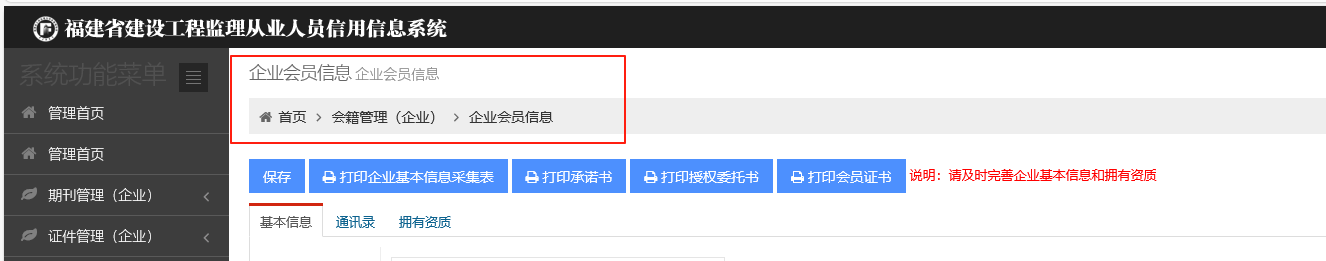 福建省建设工程监理从业人员信用信息系统
系统功能菜单
管理首页
管理首页
期刊管理（企业）
证件管理（企业）
企业会员信息 企业会员信息
首页 > 会籍管理（企业） > 企业会员信息
保存 打印企业基本信息采集表 打印承诺书 打印授权委托书 打印会员证书 说明：请及时完善企业基本信息和拥有资质
基本信息 通讯录 拥有资质